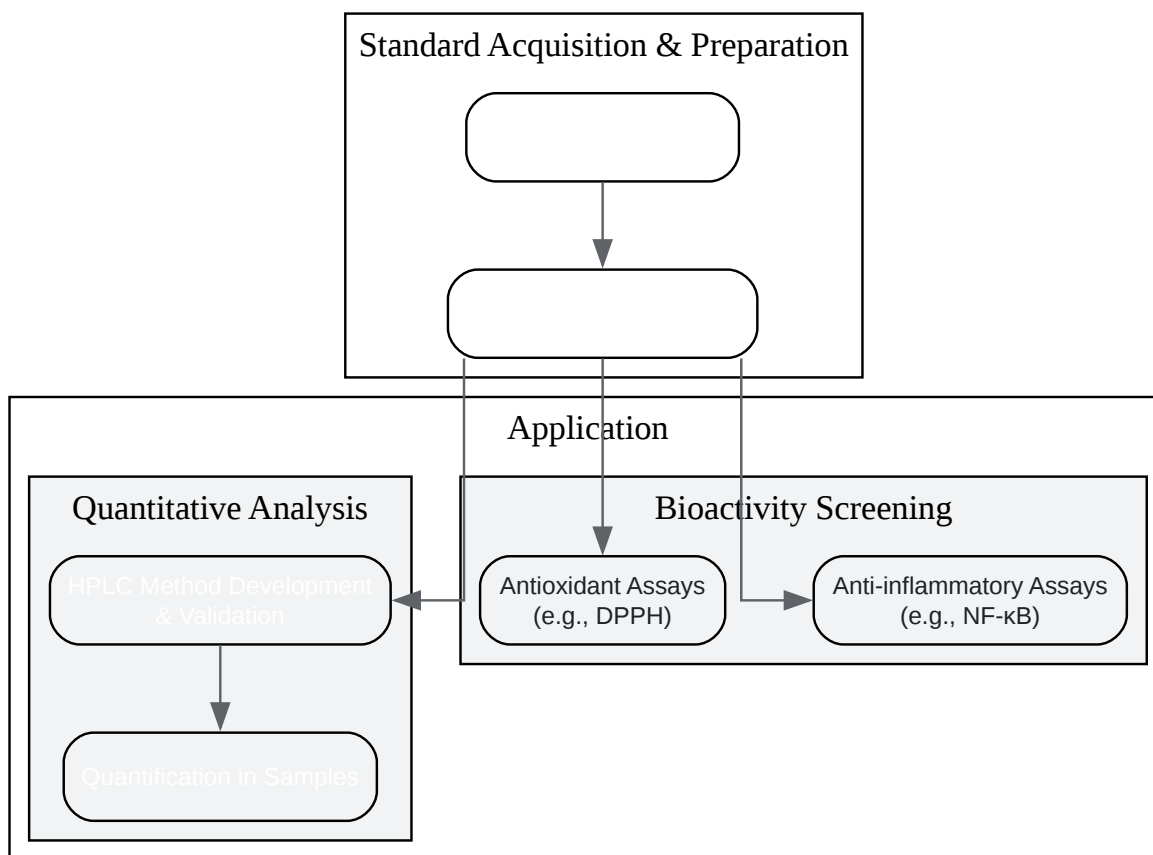 Standard Acquisition & Preparation
Application
Quantitative Analysis
Bioactivity Screening
HPLC Method Development
& Validation
Antioxidant Assays
(e.g., DPPH)
Anti-inflammatory Assays
(e.g., NF-κB)
Quantification in Samples